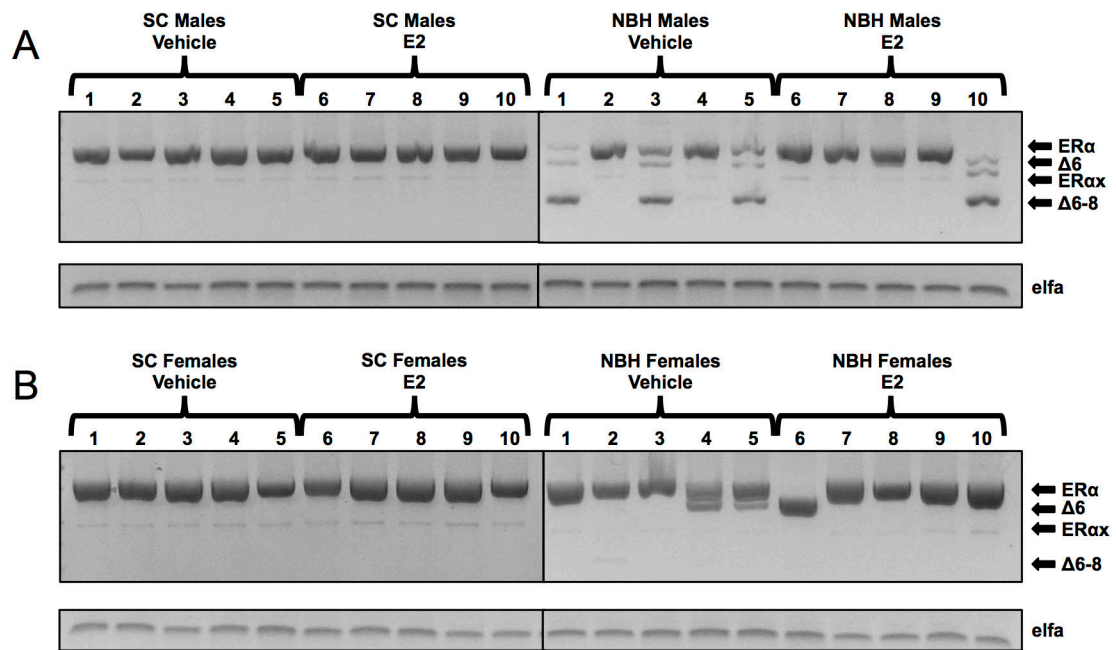 A
SC Males Vehicle
SC Males E2
NBH Males Vehicle
NBH Males E2
1 2 3 4 5 6 7 8 9 10 1 2 3 4 5 6 7 8 9 10
ERα
Δ6
ERαx
Δ6-8
elfa
B
SC Females Vehicle
SC Females E2
NBH Females Vehicle
NBH Females E2
1 2 3 4 5 6 7 8 9 10 1 2 3 4 5 6 7 8 9 10
ERα
Δ6
ERαx
Δ6-8
elfa